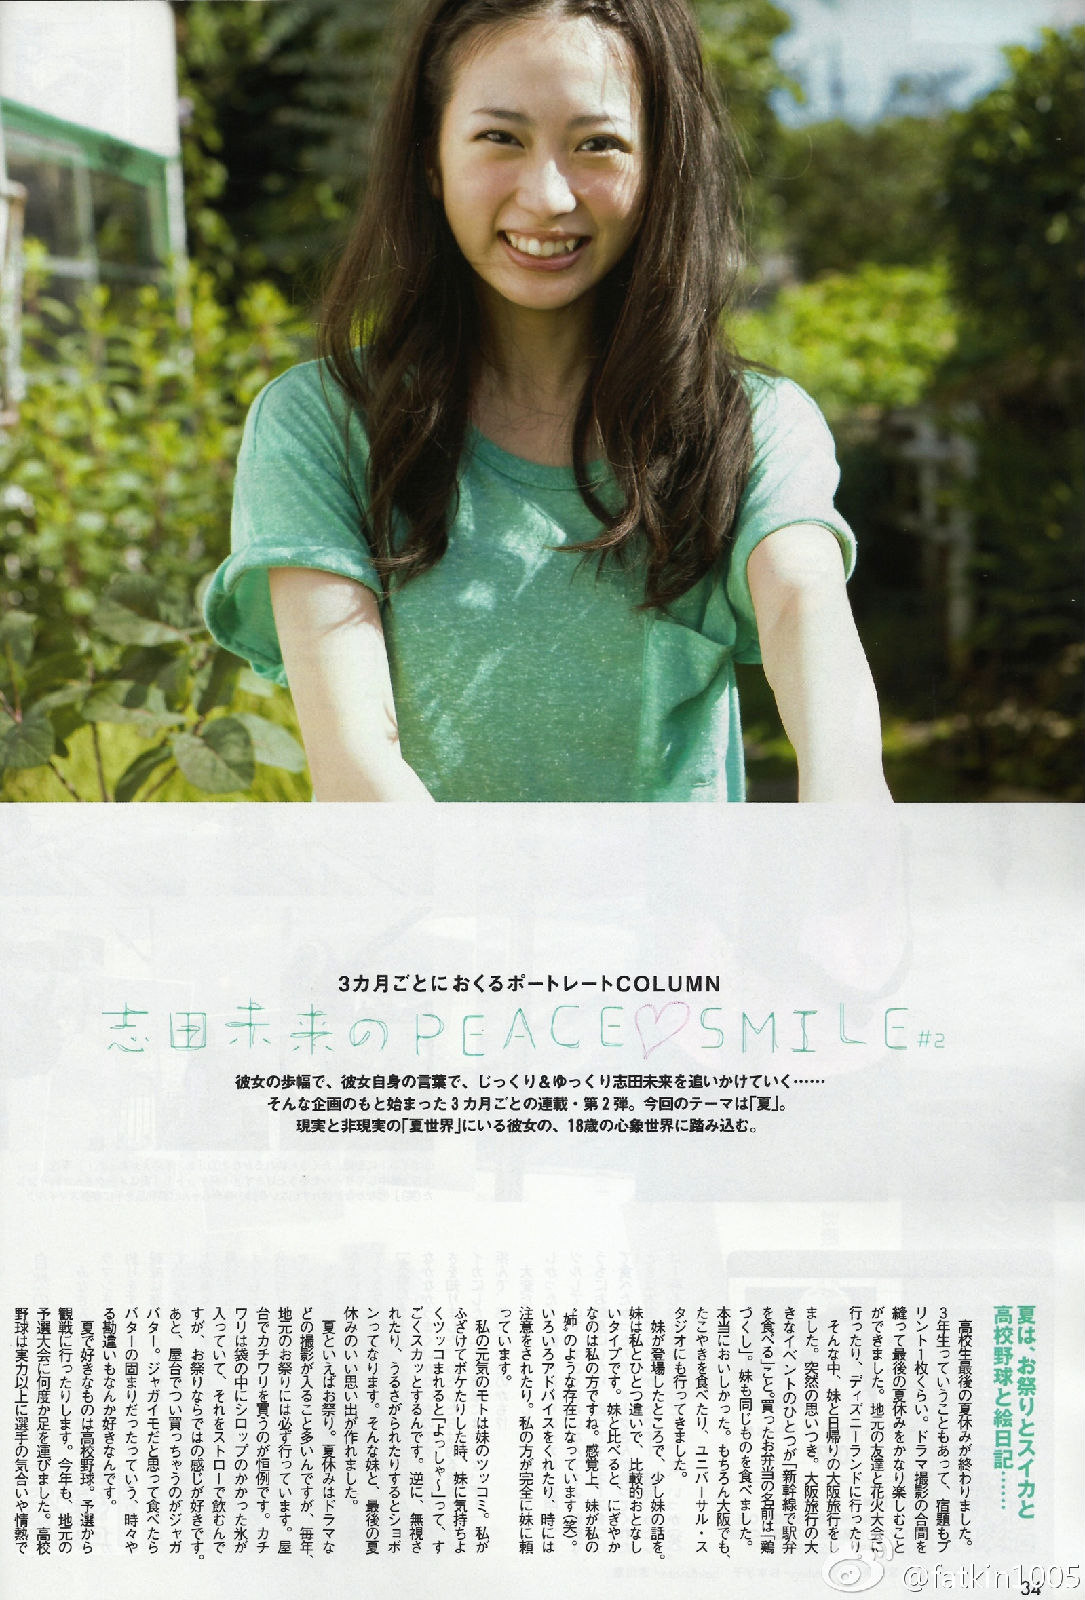 3カ月ごとにおくるポートレートCOLUMN
志田未来のPEACE♡SMILE #2
彼女の歩幅で、彼女自身の言葉で、じっくり＆ゆっくり志田未来を追いかけていく……
そんな企画のもと始まった3カ月ごとの連載・第2弾。今回のテーマは「夏」。
現実と非現実の「夏世界」にいる彼女の、18歳の心象世界に踏み込む。
夏は、お祭りとスイカと
高校野球と絵日記……
高校生最後の夏休みが終わりました。
3年生っていうこともあって、宿題もプ
リント1枚くらい。ドラマ撮影の合間を
縫って最後の夏休みをかなり楽しむこと
ができました。地元の友達と花火大会に
行ったり、ディズニーランドに行ったり
そんな中、妹と日帰りの大阪旅行をし
ました。突然の思いつき。大阪旅行の大
きなイベントのひとつが「新幹線で駅弁
を食べる」こと。買ったお弁当の名前は「鶏
づくし」。妹も同じものを食べました。
本当においしかった。もちろん大阪でも、
たこやきを食べたり、ユニバーサル・ス
タジオにも行ってきました。
妹が登場したところで、少し妹の話を。
妹は私とひとつ違いで、比較的おとなし
いタイプです。妹と比べると、にぎやか
なのは私の方ですね。感覚上、妹が私の
〝姉〟のような存在になっています（笑）。
いろいろアドバイスをくれたり、時には
注意をされたり。私の方が完全に妹に頼
っています。
私の元気のモトは妹のツッコミ。私が
ふざけてボケたりした時、妹に気持ちよ
くツッコまれると「よっしゃ～」って、す
ごくスカッとするんです。逆に、無視さ
れたり、うるさがられたりするとショボ
ンってなります。そんな妹と、最後の夏
休みのいい思い出が作れました。
夏といえばお祭り。夏休みはドラマな
どの撮影が入ること多いんですが、毎年、
地元のお祭りには必ず行っています。屋
台でカチワリを買うのが恒例です。カチ
ワリは袋の中にシロップのかかった氷が
入っていて、それをストローで飲むんで
すが、お祭りならではの感じが好きです。
あと、屋台でつい買っちゃうのがジャガ
バター。ジャガイモだと思って食べたら
バターの固まりだったっていう、時々や
る勘違いもなんか好きなんです。
夏で好きなものは高校野球。予選から
観戦に行ったりします。今年も、地元の
予選大会に何度か足を運びました。高校
野球は実力以上に選手の気合いや情熱で
34
@fatkin1005